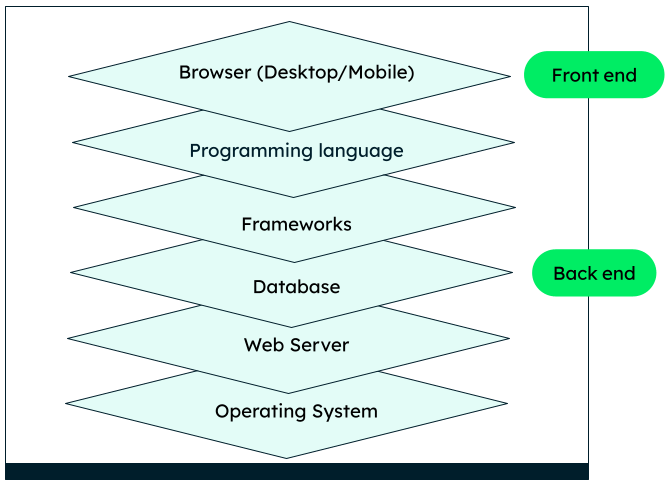 Browser (Desktop/Mobile)
Front end
Programming language
Frameworks
Back end
Database
Web Server
Operating System